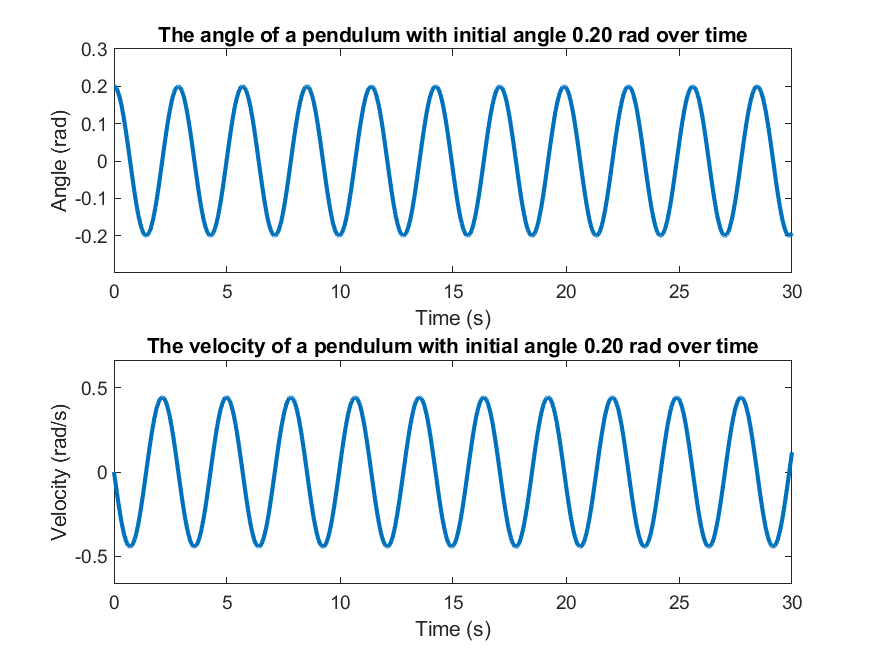 The angle of a pendulum with initial angle 0.20 rad over time
0.3
0.2
0.1
0
-0.1
-0.2
Angle (rad)
0 5 10 15 20 25 30
Time (s)
The velocity of a pendulum with initial angle 0.20 rad over time
0.5
0
-0.5
Velocity (rad/s)
0 5 10 15 20 25 30
Time (s)